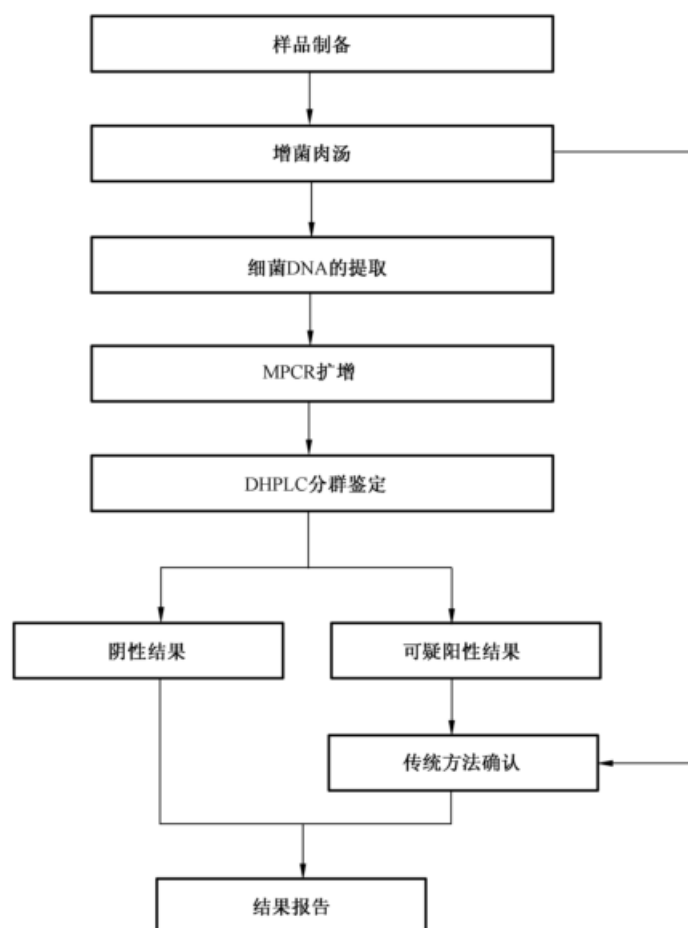 样品制备
增菌肉汤
细菌DNA的提取
MPCR扩增
DHPLC分群鉴定
阴性结果
可疑阳性结果
传统方法确认
结果报告